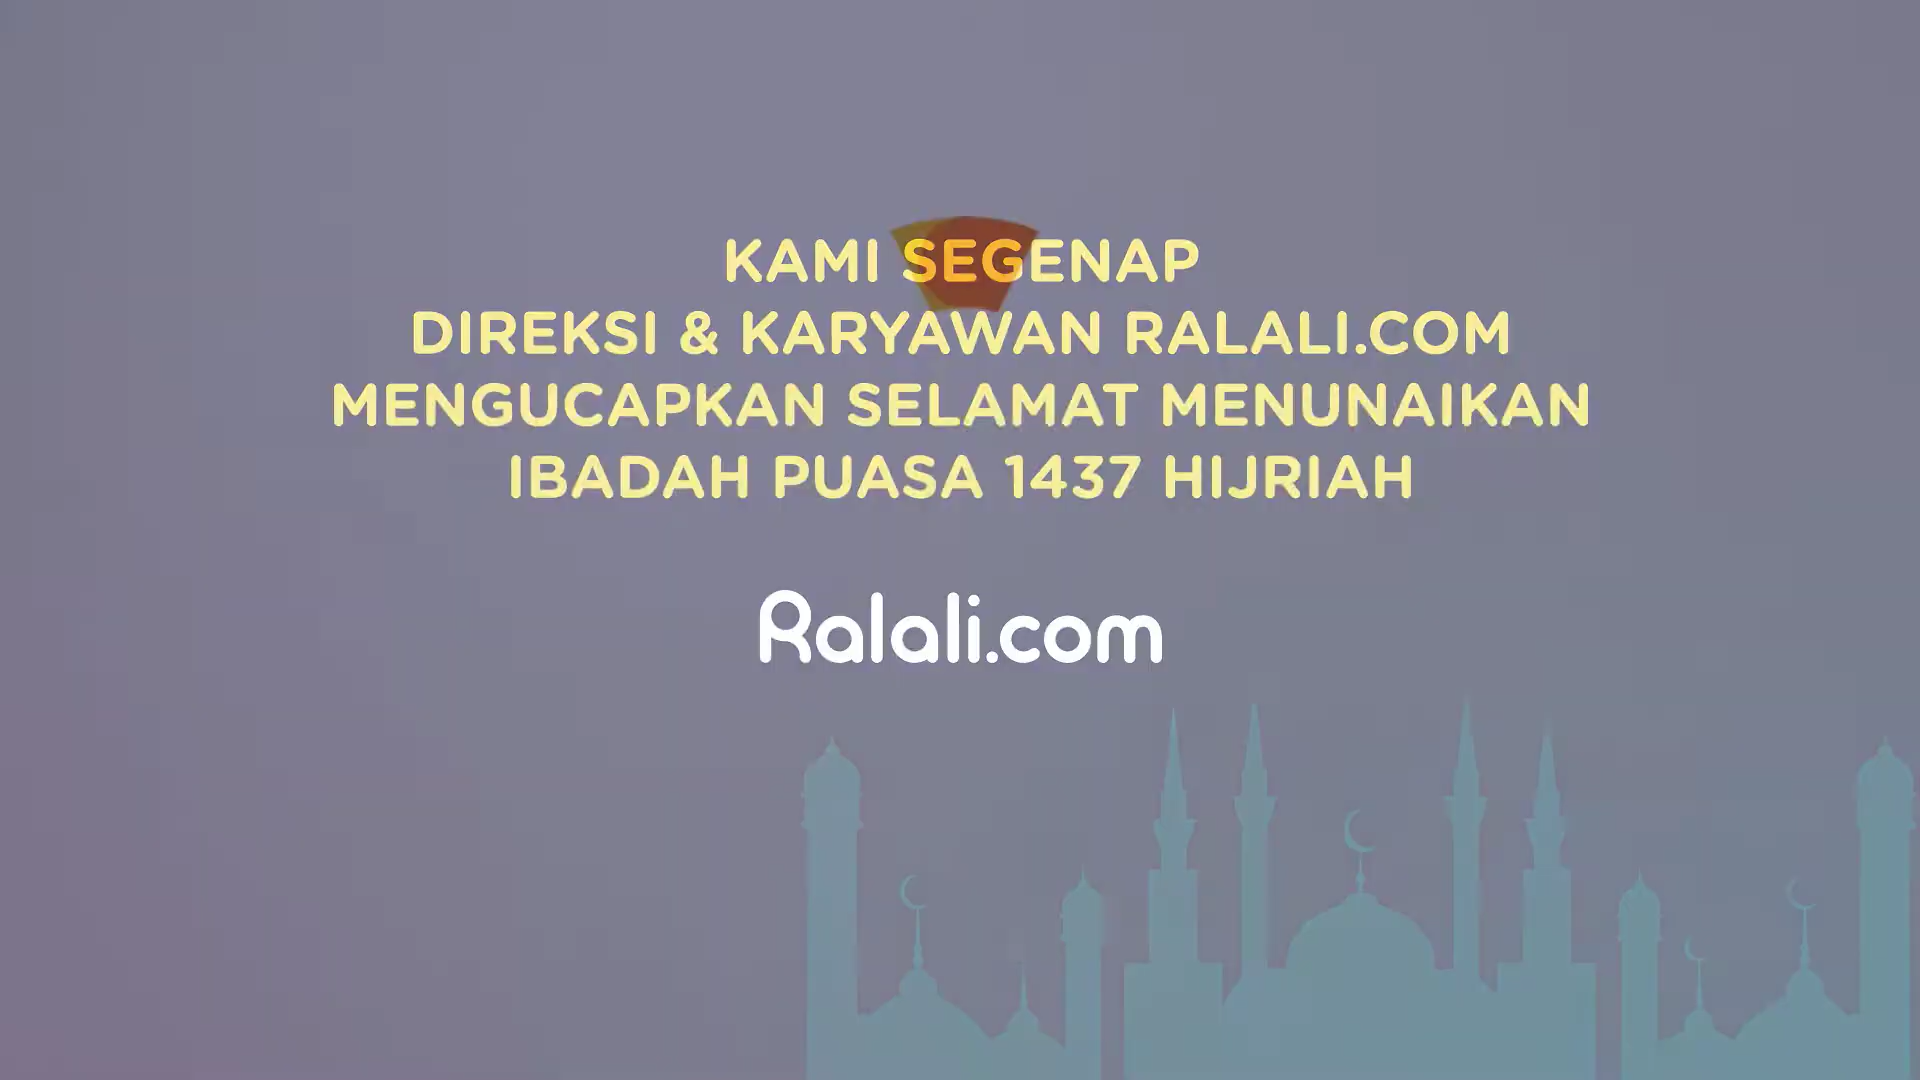 KAMI SEGENAP
DIREKSI & KARYAWAN RALALI.COM
MENGUCAPKAN SELAMAT MENUNAIKAN
IBADAH PUASA 1437 HIJRIAH
Ralali.com